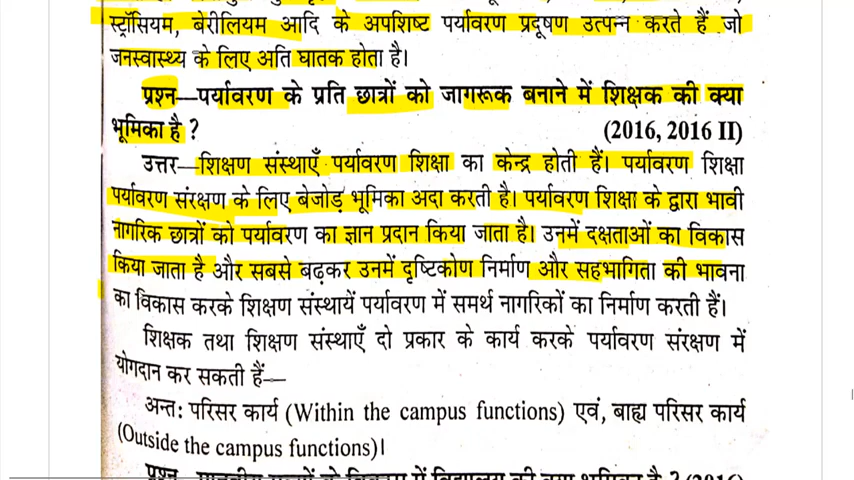 स्ट्रॉसियम, बेरीलियम आदि के अपशिष्ट पर्यावरण प्रदूषण उत्पन्न करते हैं जो
जनस्वास्थ्य के लिए अति घातक होता है।
प्रश्न—पर्यावरण के प्रति छात्रों को जागरूक बनाने में शिक्षक की क्या
भूमिका है ? (2016, 2016 II)
उत्तर—शिक्षण संस्थाएँ पर्यावरण शिक्षा का केन्द्र होती हैं। पर्यावरण शिक्षा
पर्यावरण संरक्षण के लिए बेजोड़ भूमिका अदा करती है। पर्यावरण शिक्षा के द्वारा भावी
नागरिक छात्रों को पर्यावरण का ज्ञान प्रदान किया जाता है। उनमें दक्षताओं का विकास
किया जाता है और सबसे बढ़कर उनमें दृष्टिकोण निर्माण और सहभागिता की भावना
का विकास करके शिक्षण संस्थायें पर्यावरण में समर्थ नागरिकों का निर्माण करती हैं।
शिक्षक तथा शिक्षण संस्थाएँ दो प्रकार के कार्य करके पर्यावरण संरक्षण में
योगदान कर सकती हैं—
अन्त: परिसर कार्य (Within the campus functions) एवं, बाह्य परिसर कार्य
(Outside the campus functions)।
प्रश्न में विद्यालय की क्या भूमिका है ? (2016)